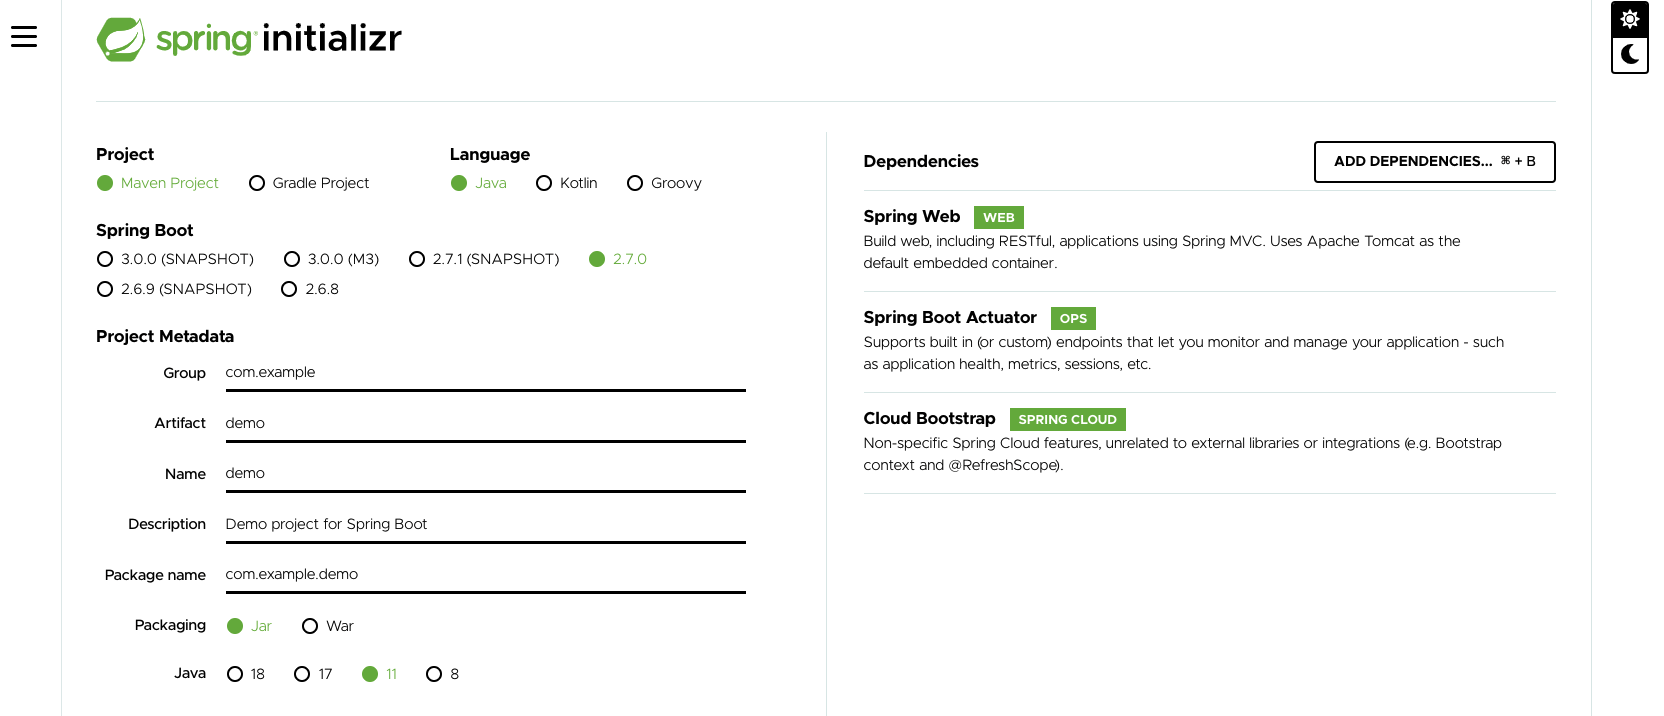 spring initializr
Project
Maven Project Gradle Project
Language
Java Kotlin Groovy
Spring Boot
3.0.0 (SNAPSHOT) 3.0.0 (M3) 2.7.1 (SNAPSHOT) 2.7.0
2.6.9 (SNAPSHOT) 2.6.8
Project Metadata
Group com.example
Artifact demo
Name demo
Description Demo project for Spring Boot
Package name com.example.demo
Packaging Jar War
Java 18 17 11 8
Dependencies
ADD DEPENDENCIES... ⌘ + B
Spring Web WEB
Build web, including RESTful, applications using Spring MVC. Uses Apache Tomcat as the
default embedded container.
Spring Boot Actuator OPS
Supports built in (or custom) endpoints that let you monitor and manage your application - such
as application health, metrics, sessions, etc.
Cloud Bootstrap SPRING CLOUD
Non-specific Spring Cloud features, unrelated to external libraries or integrations (e.g. Bootstrap
context and @RefreshScope).